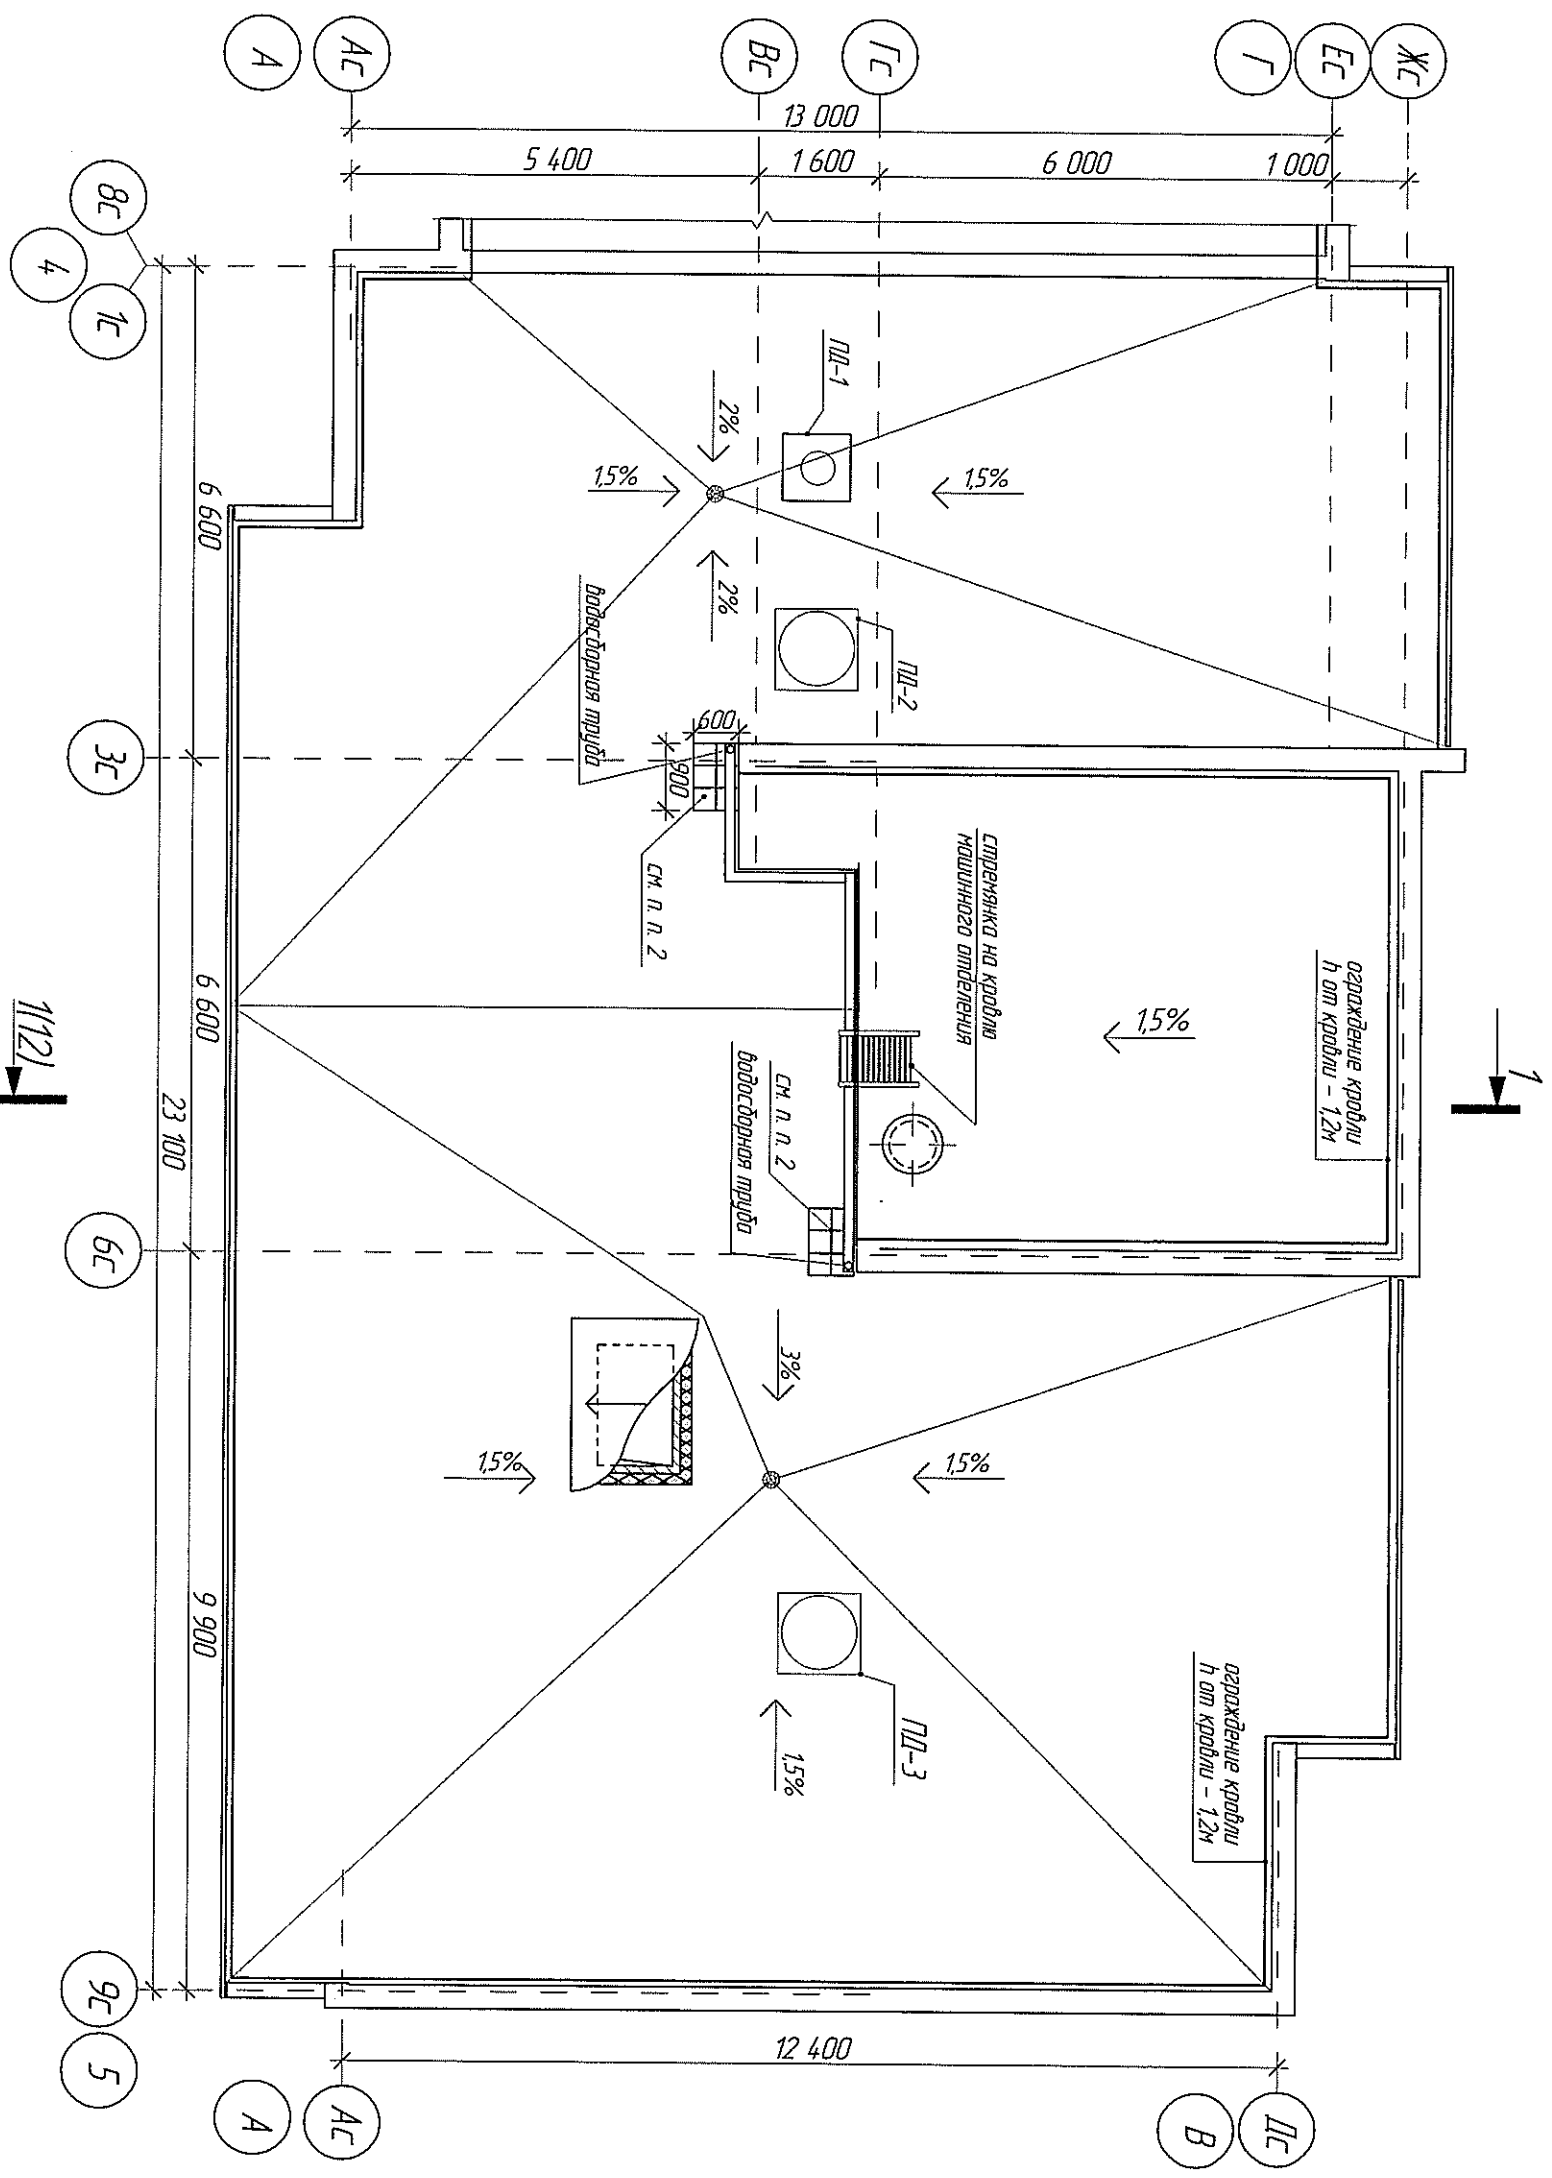 Ас
А
Вс
Гс
Г
Ес
Жс
13 000
5 400
1 600
6 000
1 000
8с
4
1с
ПД-1
2%
1,5%
1,5%
2%
ПД-2
водосборная труба
6 600
600
900
3с
см. п. п. 2
стремянка на кровлю
машинного отделения
ограждение кровли
h от кровли - 1,2м
1,5%
1
1(12)
6 600
23 100
см. п. п. 2
водосборная труба
6с
3%
1,5%
1,5%
9 900
ПД-3
1,5%
ограждение кровли
h от кровли - 1,2м
9с
5
12 400
А
Ас
В
Дс